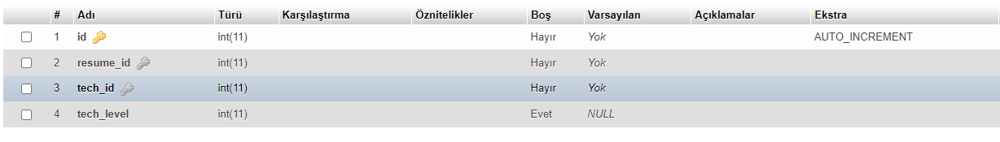 # Adı Türü Karşılaştırma Öznitelikler Boş Varsayılan Açıklamalar Ekstra
1 id int(11) Hayır Yok AUTO_INCREMENT
2 resume_id int(11) Hayır Yok
3 tech_id int(11) Hayır Yok
4 tech_level int(11) Evet NULL